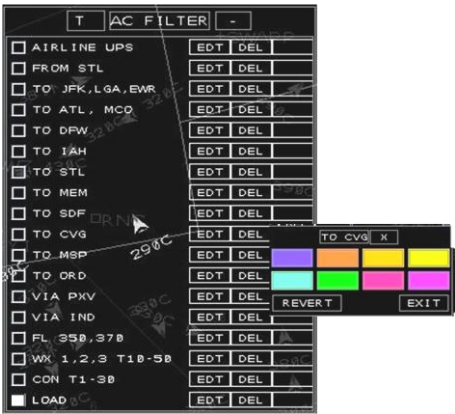 T AC FILTER -
AIRLINE UPS EDT DEL
FROM STL EDT DEL
TO JFK,LGA,EWR EDT DEL
TO ATL, MCO EDT DEL
TO DFW EDT DEL
TO IAH EDT DEL
TO STL EDT DEL
TO MEM EDT DEL
TO SDF EDT DEL
TO CVG EDT DEL
TO MSP EDT DEL
TO ORD EDT DEL
VIA PXV EDT DEL
VIA IND EDT DEL
FL 350,370 EDT DEL
WX 1,2,3 T10-50 EDT DEL
CON T1-30 EDT DEL
LOAD EDT DEL
320C
290C
TO CVG X
REVERT EXIT